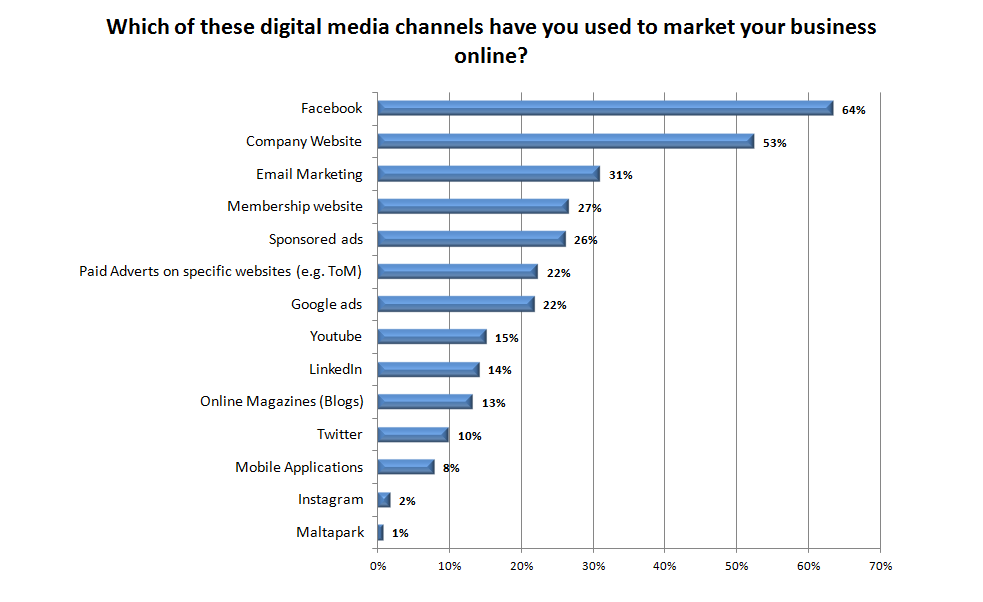 Which of these digital media channels have you used to market your business
online?
Facebook 64%
Company Website 53%
Email Marketing 31%
Membership website 27%
Sponsored ads 26%
Paid Adverts on specific websites (e.g. ToM) 22%
Google ads 22%
Youtube 15%
LinkedIn 14%
Online Magazines (Blogs) 13%
Twitter 10%
Mobile Applications 8%
Instagram 2%
Maltapark 1%
0% 10% 20% 30% 40% 50% 60% 70%